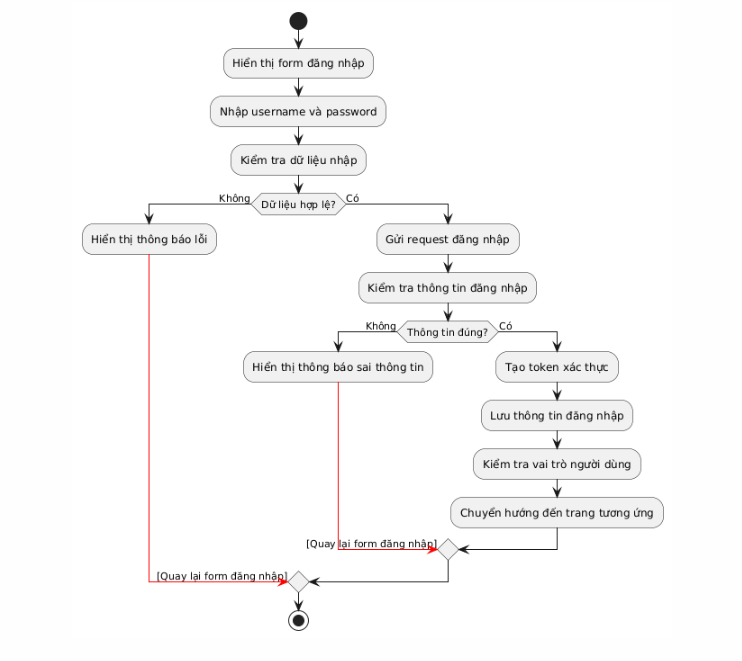 Hiển thị form đăng nhập
Nhập username và password
Kiểm tra dữ liệu nhập
Không
Dữ liệu hợp lệ?
Có
Hiển thị thông báo lỗi
Gửi request đăng nhập
Kiểm tra thông tin đăng nhập
Không
Thông tin đúng?
Có
Hiển thị thông báo sai thông tin
Tạo token xác thực
Lưu thông tin đăng nhập
Kiểm tra vai trò người dùng
Chuyển hướng đến trang tương ứng
[Quay lại form đăng nhập]
[Quay lại form đăng nhập]